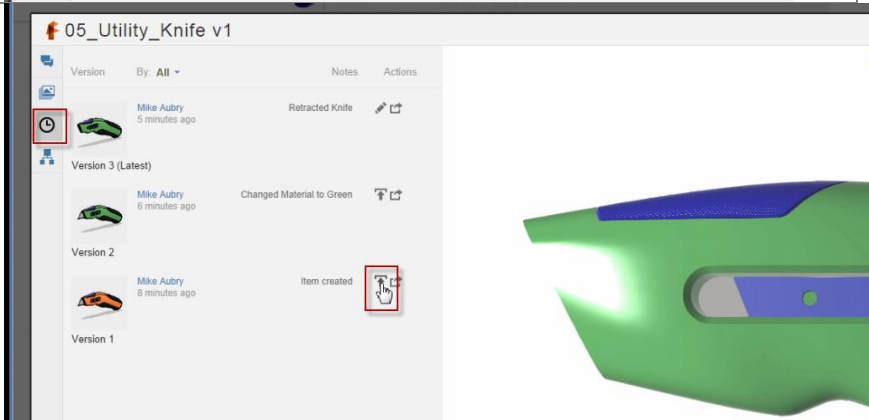 05_Utility_Knife v1
Version By: All Notes Actions
Mike Aubry Retracted Knife
5 minutes ago
Version 3 (Latest)
Mike Aubry Changed Material to Green
6 minutes ago
Version 2
Mike Aubry Item created
8 minutes ago
Version 1